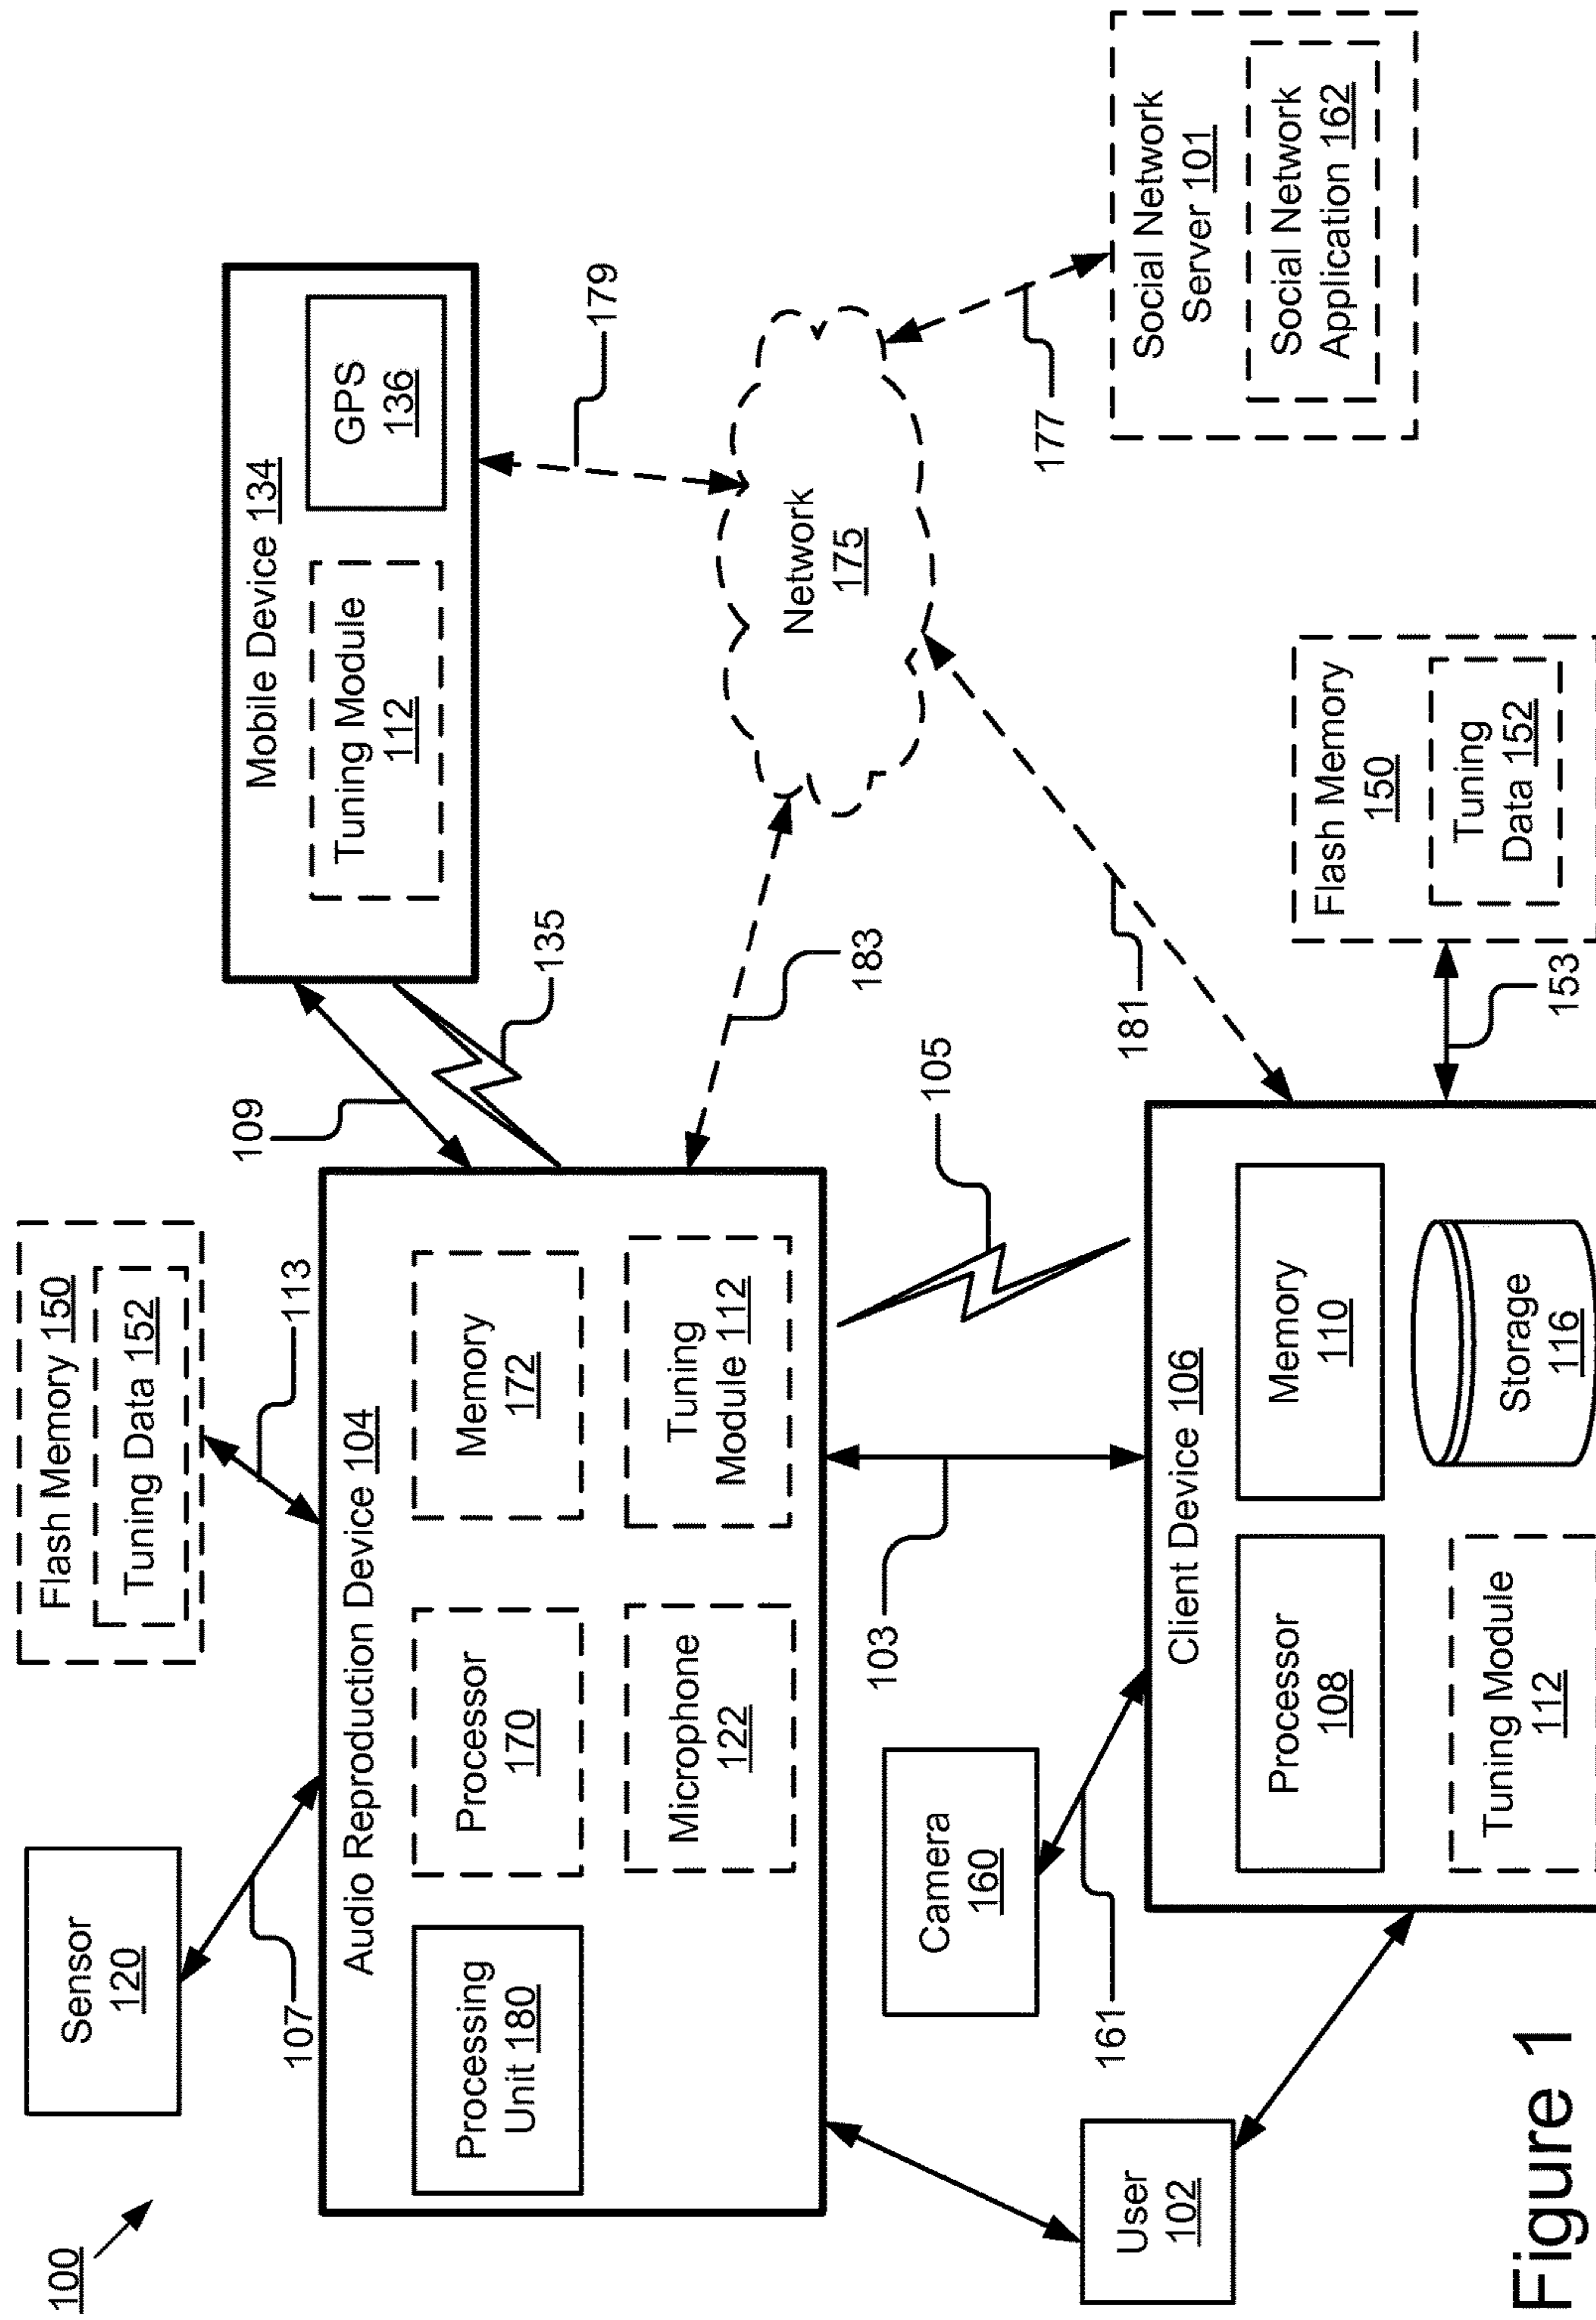 100
Sensor
120
107
Flash Memory 150
Tuning Data 152
113
Audio Reproduction Device 104
Processing
Unit 180
Processor
170
Memory
172
Microphone
122
Tuning
Module 112
109
135
Mobile Device 134
Tuning Module
112
GPS
136
179
183
Network
175
177
Social Network
Server 101
Social Network
Application 162
User
102
Camera
160
161
103
105
181
Client Device 106
Processor
108
Memory
110
Tuning Module
112
Storage
116
153
Flash Memory
150
Tuning
Data 152
Figure 1